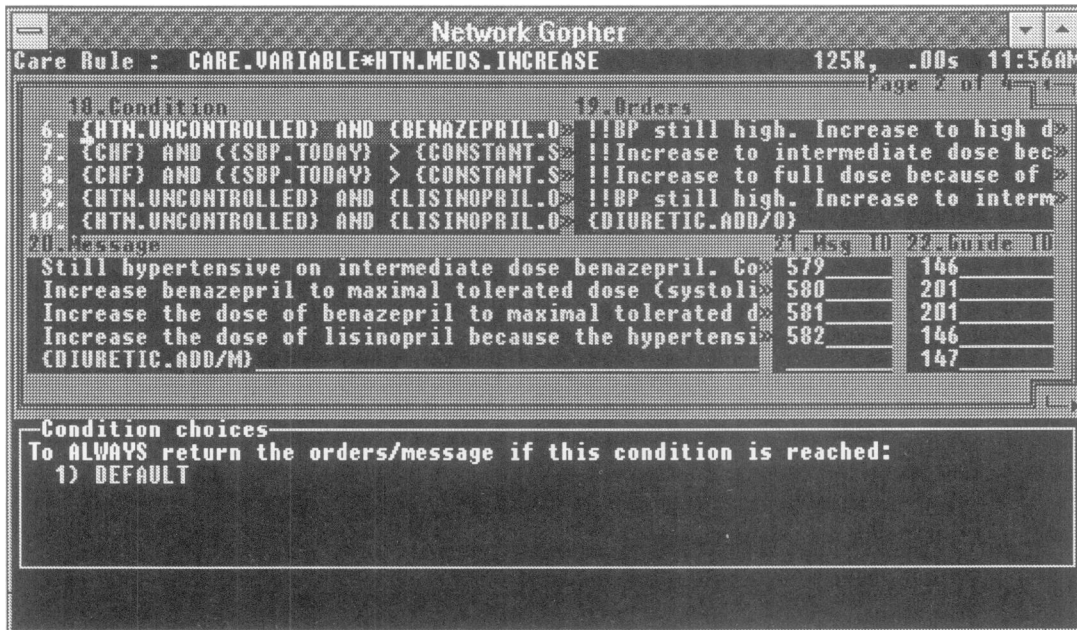 Network Gopher
Care Rule : CARE.VARIABLE*HTN.MEDS.INCREASE 125K, .00s 11:56AM
Page 2 of 4
18.Condition 19.Orders
6. {HTN.UNCONTROLLED} AND {BENAZEPRIL.O» !!BP still high. Increase to high d»
7. {CHF} AND ({SBP.TODAY} > {CONSTANT.S» !!Increase to intermediate dose bec»
8. {CHF} AND ({SBP.TODAY} > {CONSTANT.S» !!Increase to full dose because of »
9. {HTN.UNCONTROLLED} AND {LISINOPRIL.O» !!BP still high. Increase to interm»
10. {HTN.UNCONTROLLED} AND {LISINOPRIL.O» {DIURETIC.ADD/O}
20.Message 21.Msg ID 22.Guide ID
Still hypertensive on intermediate dose benazepril. Co» 579 146
Increase benazepril to maximal tolerated dose (systoli» 580 201
Increase the dose of benazepril to maximal tolerated d» 581 201
Increase the dose of lisinopril because the hypertensi» 582 146
{DIURETIC.ADD/M} 147
Condition choices
To ALWAYS return the orders/message if this condition is reached:
1) DEFAULT